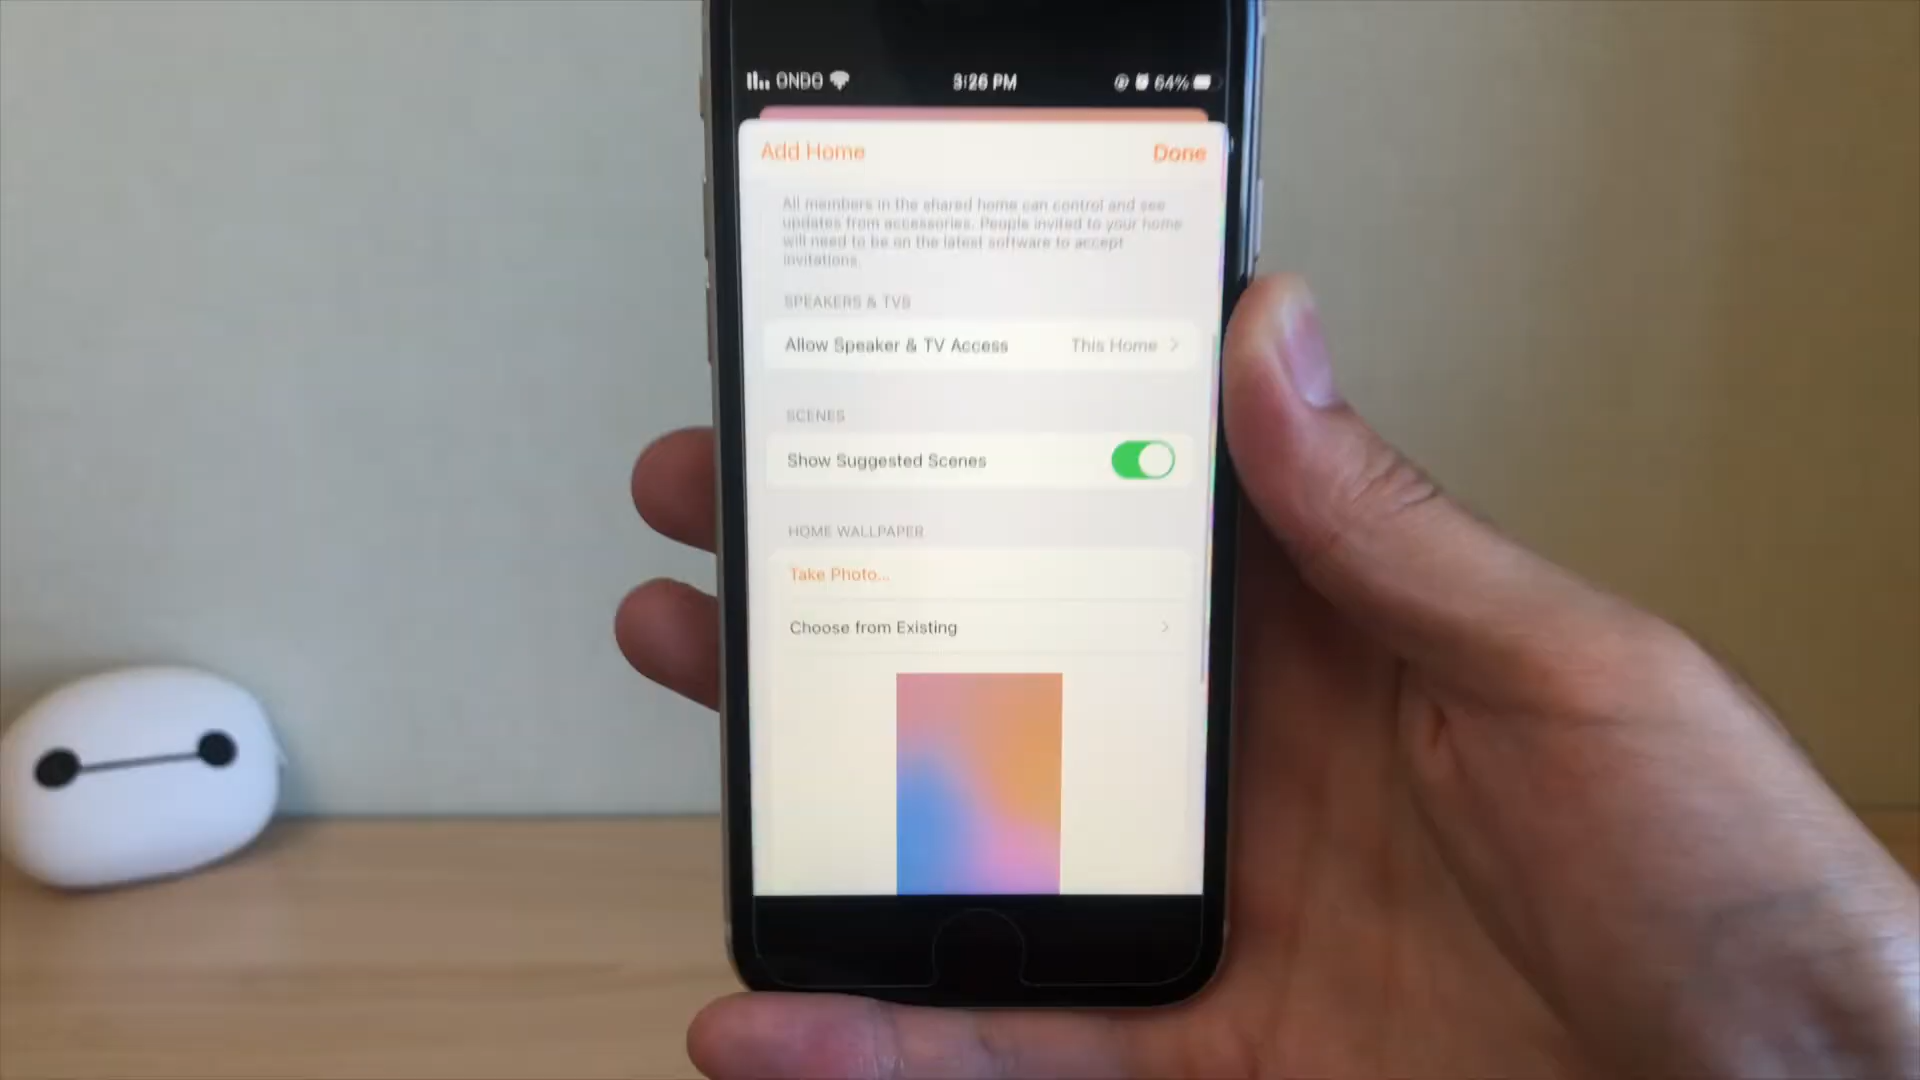 ONDO 3:26 PM 64%
Add Home Done
All members in the shared home can control and see
updates from accessories. People invited to your home
will need to be on the latest software to accept
invitations.
SPEAKERS & TVS
Allow Speaker & TV Access This Home
SCENES
Show Suggested Scenes
HOME WALLPAPER
Take Photo...
Choose from Existing